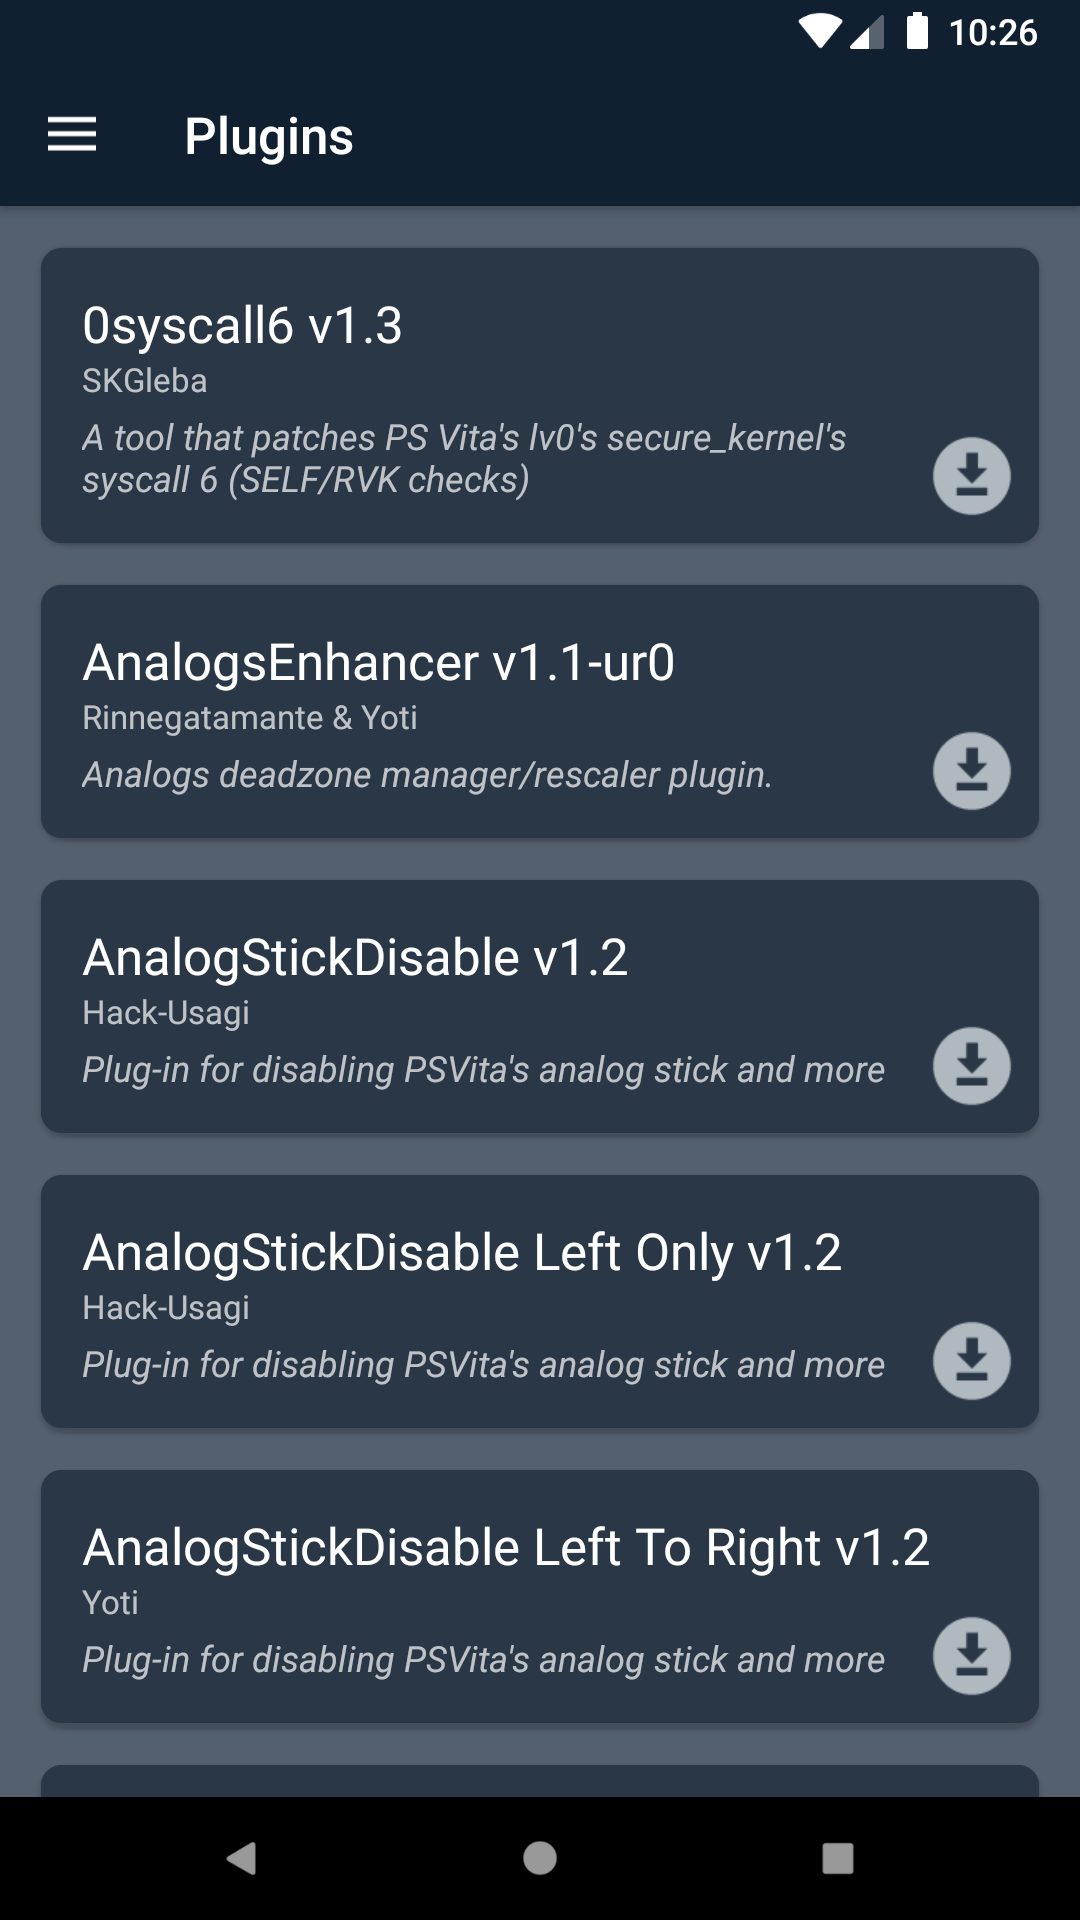 10:26
Plugins
0syscall6 v1.3
SKGleba
A tool that patches PS Vita's lv0's secure_kernel's
syscall 6 (SELF/RVK checks)
AnalogsEnhancer v1.1-ur0
Rinnegatamante & Yoti
Analogs deadzone manager/rescaler plugin.
AnalogStickDisable v1.2
Hack-Usagi
Plug-in for disabling PSVita's analog stick and more
AnalogStickDisable Left Only v1.2
Hack-Usagi
Plug-in for disabling PSVita's analog stick and more
AnalogStickDisable Left To Right v1.2
Yoti
Plug-in for disabling PSVita's analog stick and more